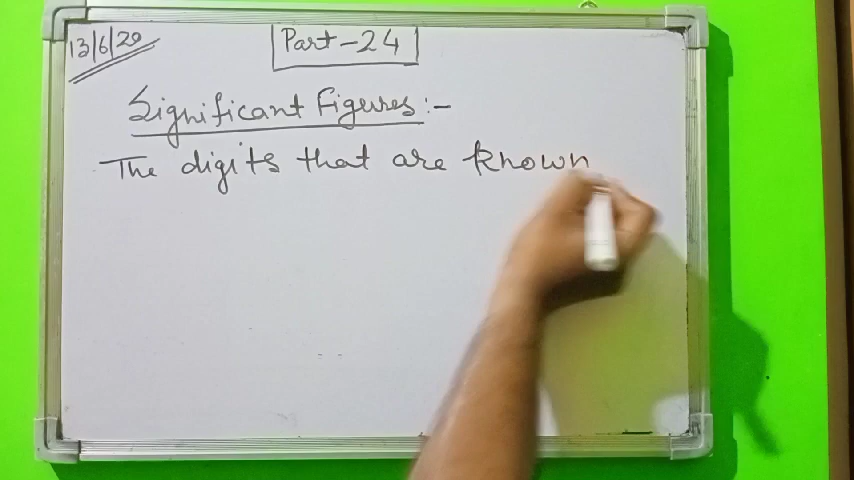 13/6/20
Part-24
Significant Figures:-
The digits that are known